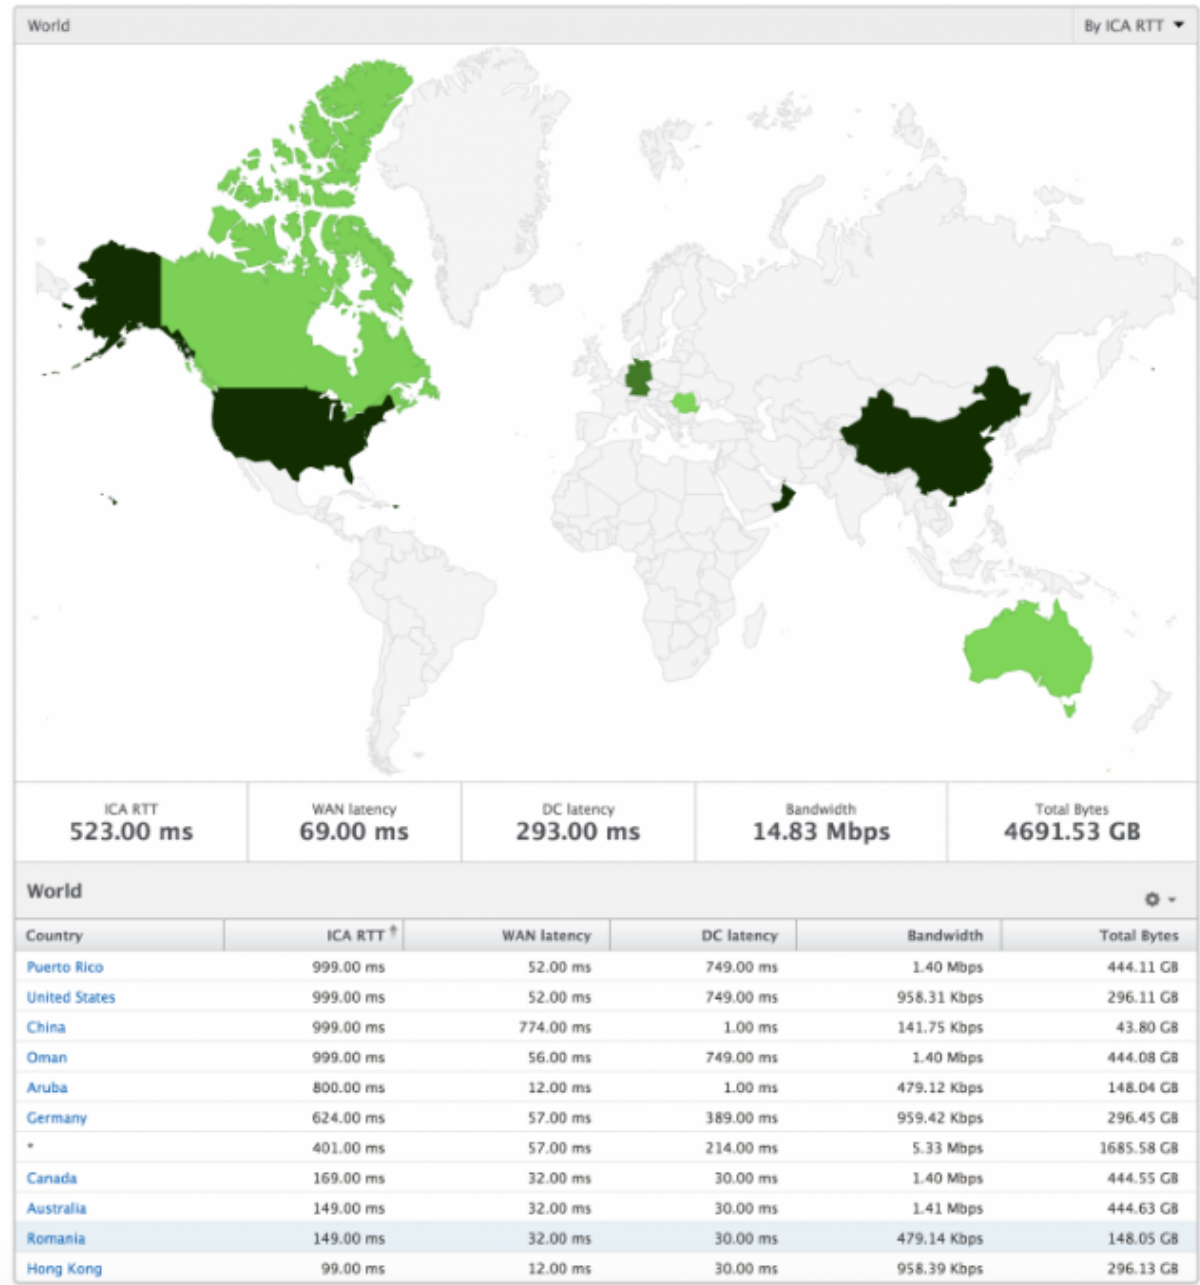 World By ICA RTT
ICA RTT WAN latency DC latency Bandwidth Total Bytes
523.00 ms 69.00 ms 293.00 ms 14.83 Mbps 4691.53 GB
World
Country ICA RTT WAN latency DC latency Bandwidth Total Bytes
Puerto Rico 999.00 ms 52.00 ms 749.00 ms 1.40 Mbps 444.11 GB
United States 999.00 ms 52.00 ms 749.00 ms 958.31 Kbps 296.11 GB
China 999.00 ms 774.00 ms 1.00 ms 141.75 Kbps 43.80 GB
Oman 999.00 ms 56.00 ms 749.00 ms 1.40 Mbps 444.08 GB
Aruba 800.00 ms 12.00 ms 1.00 ms 479.12 Kbps 148.04 GB
Germany 624.00 ms 57.00 ms 389.00 ms 959.42 Kbps 296.45 GB
* 401.00 ms 57.00 ms 214.00 ms 5.33 Mbps 1685.58 GB
Canada 169.00 ms 32.00 ms 30.00 ms 1.40 Mbps 444.55 GB
Australia 149.00 ms 32.00 ms 30.00 ms 1.41 Mbps 444.63 GB
Romania 149.00 ms 32.00 ms 30.00 ms 479.14 Kbps 148.05 GB
Hong Kong 99.00 ms 12.00 ms 30.00 ms 958.39 Kbps 296.13 GB